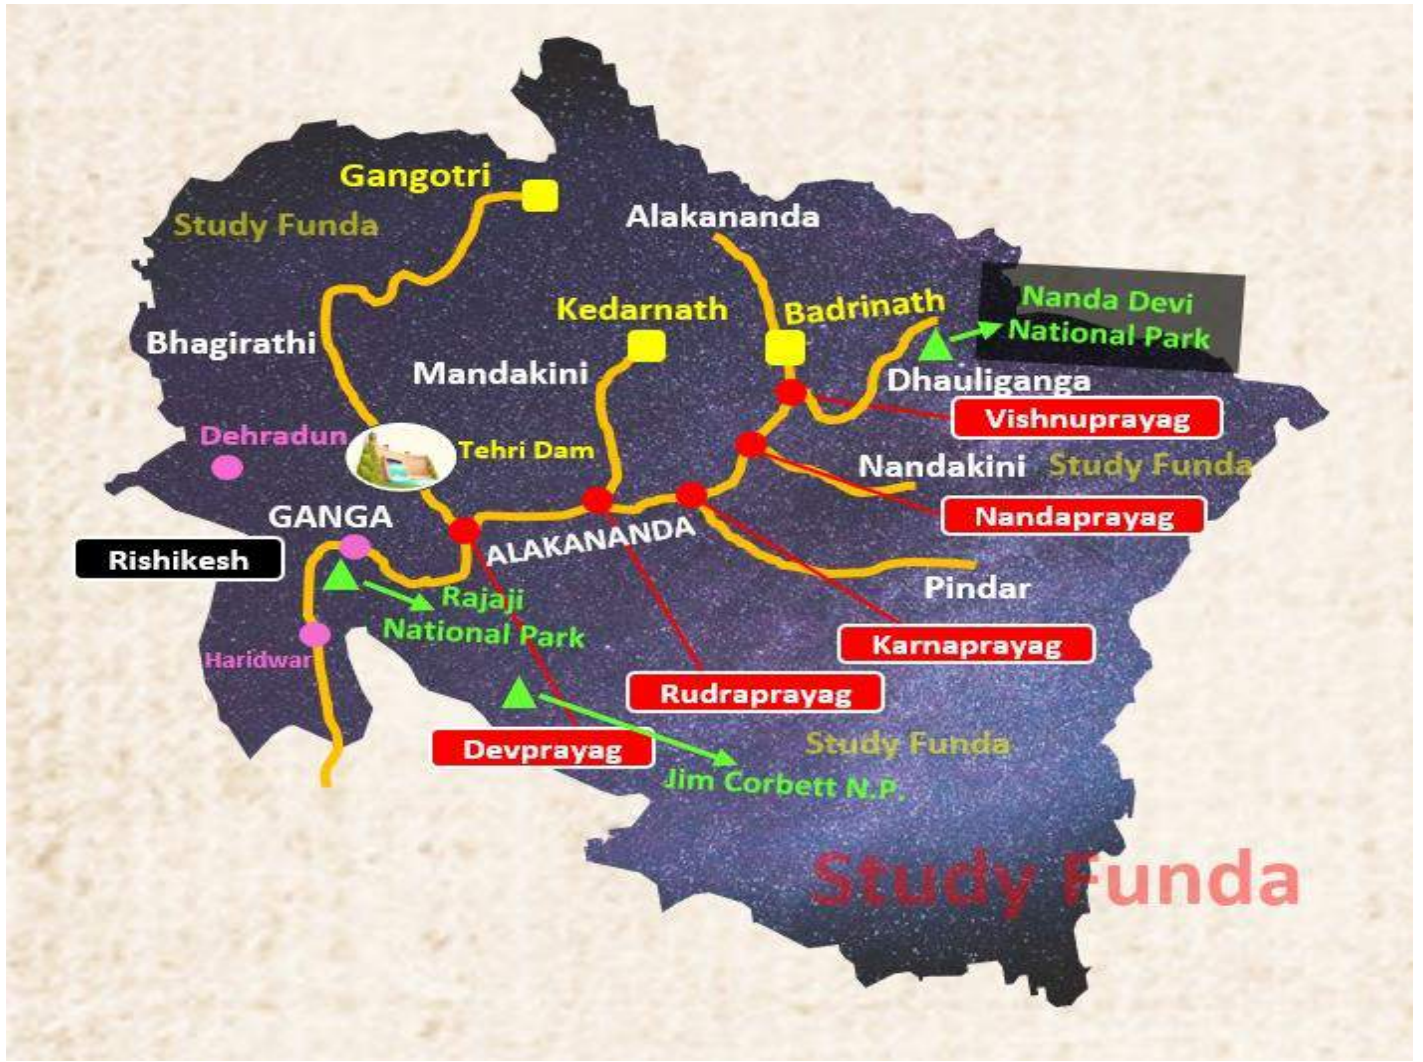 Gangotri
Study Funda
Alakananda
Nanda Devi
National Park
Kedarnath
Badrinath
Bhagirathi
Mandakini
Dhauliganga
Vishnuprayag
Dehradun
Tehri Dam
Nandakini
Study Funda
GANGA
Nandaprayag
ALAKANANDA
Rishikesh
Pindar
Rajaji
National Park
Karnaprayag
Haridwar
Rudraprayag
Devprayag
Study Funda
Jim Corbett N.P.
Study Funda